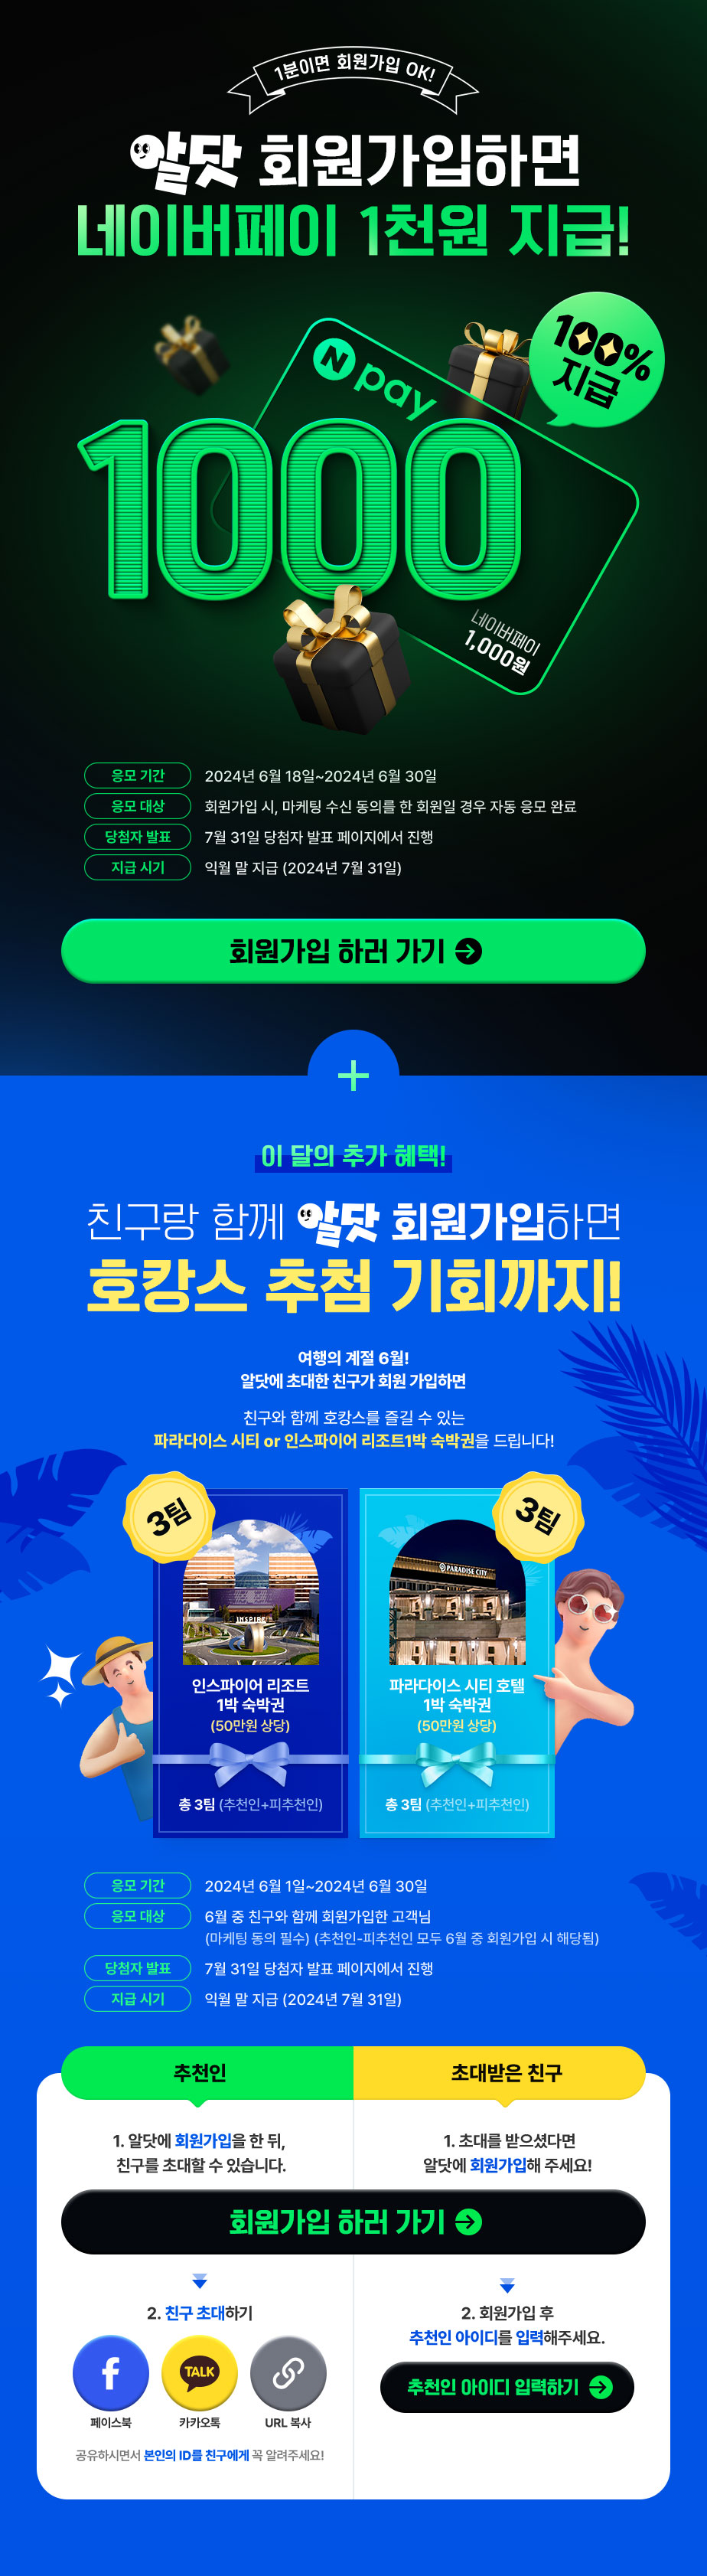 1분이면 회원가입 OK!
알닷 회원가입하면
네이버페이 1천원 지급!
100%
지급
N pay
1000
네이버페이
1,000원
응모 기간 2024년 6월 18일~2024년 6월 30일
응모 대상 회원가입 시, 마케팅 수신 동의를 한 회원일 경우 자동 응모 완료
당첨자 발표 7월 31일 당첨자 발표 페이지에서 진행
지급 시기 익월 말 지급 (2024년 7월 31일)
회원가입 하러 가기
+
이 달의 추가 혜택!
친구랑 함께 알닷 회원가입하면
호캉스 추첨 기회까지!
여행의 계절 6월!
알닷에 초대한 친구가 회원 가입하면
친구와 함께 호캉스를 즐길 수 있는
파라다이스 시티 or 인스파이어 리조트1박 숙박권을 드립니다!
3팀
INSPIRE
인스파이어 리조트
1박 숙박권
(50만원 상당)
총 3팀 (추천인+피추천인)
3팀
PARADISE CITY
파라다이스 시티 호텔
1박 숙박권
(50만원 상당)
총 3팀 (추천인+피추천인)
응모 기간 2024년 6월 1일~2024년 6월 30일
응모 대상 6월 중 친구와 함께 회원가입한 고객님
(마케팅 동의 필수) (추천인-피추천인 모두 6월 중 회원가입 시 해당됨)
당첨자 발표 7월 31일 당첨자 발표 페이지에서 진행
지급 시기 익월 말 지급 (2024년 7월 31일)
추천인
초대받은 친구
1. 알닷에 회원가입을 한 뒤,
친구를 초대할 수 있습니다.
1. 초대를 받으셨다면
알닷에 회원가입해 주세요!
회원가입 하러 가기
2. 친구 초대하기
f
TALK
페이스북
카카오톡
URL 복사
공유하시면서 본인의 ID를 친구에게 꼭 알려주세요!
2. 회원가입 후
추천인 아이디를 입력해주세요.
추천인 아이디 입력하기